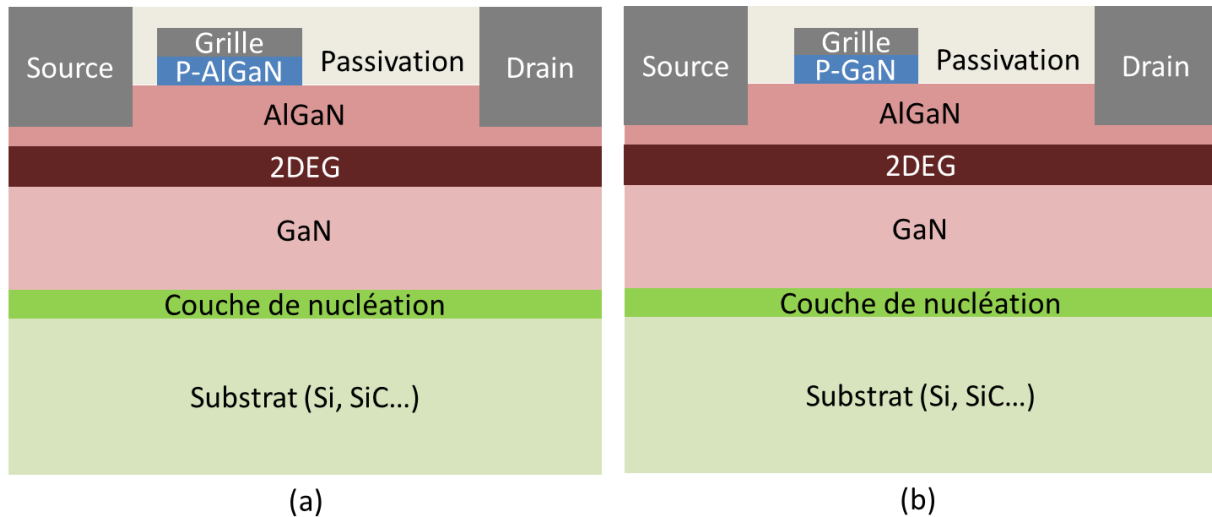 Source
Grille
P-AlGaN
Passivation
Drain
AlGaN
2DEG
GaN
Couche de nucléation
Substrat (Si, SiC...)
(a)
Source
Grille
P-GaN
Passivation
Drain
AlGaN
2DEG
GaN
Couche de nucléation
Substrat (Si, SiC...)
(b)